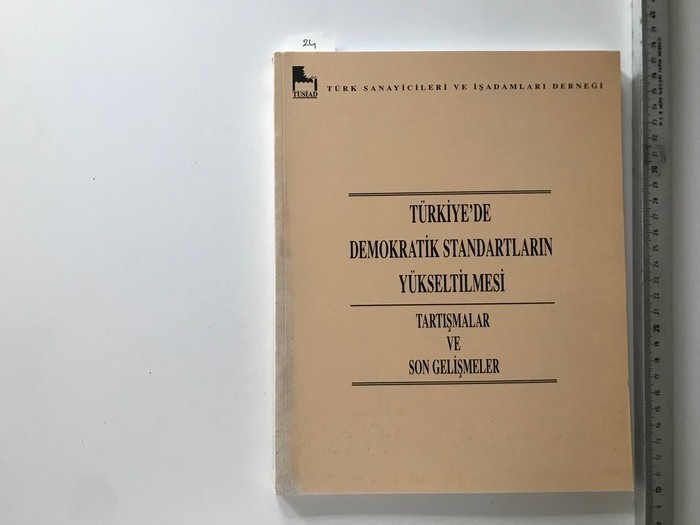 24
TÜSİAD
TÜRK SANAYİCİLERİ VE İŞADAMLARI DERNEĞİ
TÜRKİYE'DE
DEMOKRATİK STANDARTLARIN
YÜKSELTİLMESİ
TARTIŞMALAR
VE
SON GELİŞMELER